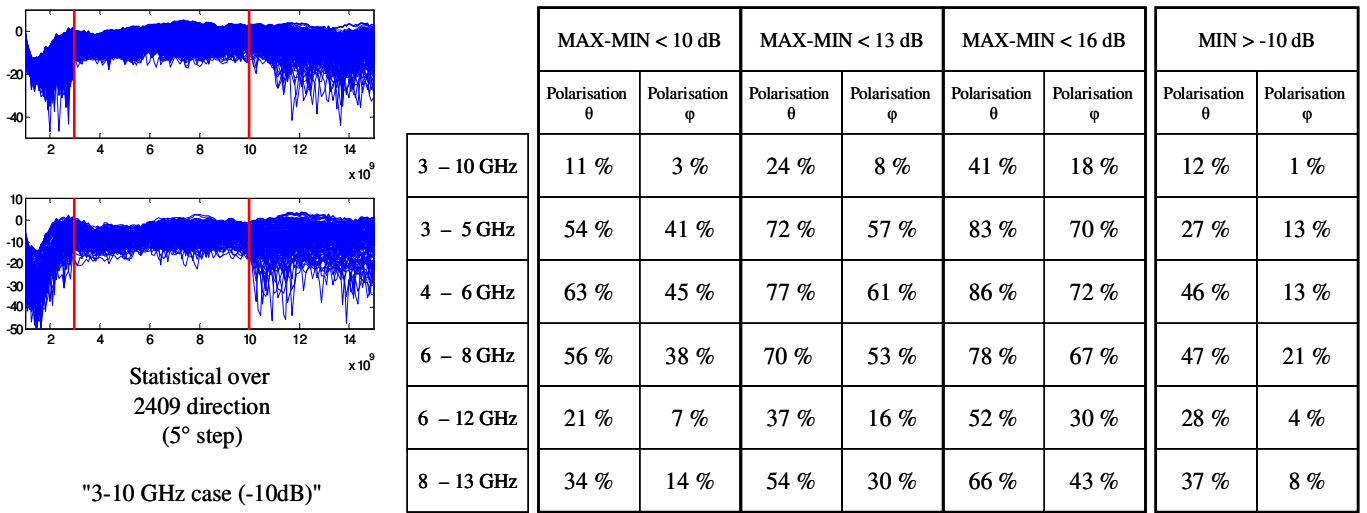 0
-20
-40
2 4 6 8 10 12 14
x 10^9
10
0
-10
-20
-30
-40
-50
2 4 6 8 10 12 14
x 10^9
Statistical over
2409 direction
(5° step)
"3-10 GHz case (-10dB)"
MAX-MIN < 10 dB MAX-MIN < 13 dB MAX-MIN < 16 dB MIN > -10 dB
Polarisation θ Polarisation φ Polarisation θ Polarisation φ Polarisation θ Polarisation φ Polarisation θ Polarisation φ
3 – 10 GHz 11 % 3 % 24 % 8 % 41 % 18 % 12 % 1 %
3 – 5 GHz 54 % 41 % 72 % 57 % 83 % 70 % 27 % 13 %
4 – 6 GHz 63 % 45 % 77 % 61 % 86 % 72 % 46 % 13 %
6 – 8 GHz 56 % 38 % 70 % 53 % 78 % 67 % 47 % 21 %
6 – 12 GHz 21 % 7 % 37 % 16 % 52 % 30 % 28 % 4 %
8 – 13 GHz 34 % 14 % 54 % 30 % 66 % 43 % 37 % 8 %